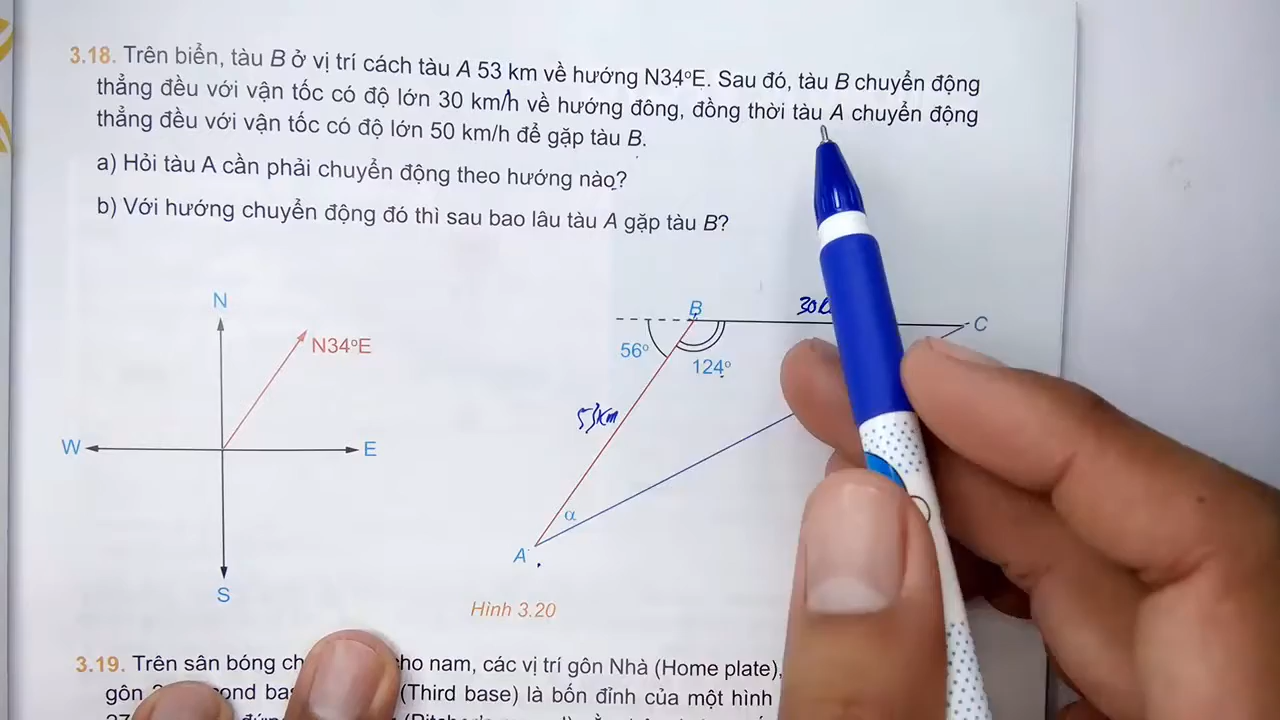 3.18. Trên biển, tàu B ở vị trí cách tàu A 53 km về hướng N34°E. Sau đó, tàu B chuyển động
thẳng đều với vận tốc có độ lớn 30 km/h về hướng đông, đồng thời tàu A chuyển động
thẳng đều với vận tốc có độ lớn 50 km/h để gặp tàu B.
a) Hỏi tàu A cần phải chuyển động theo hướng nào?
b) Với hướng chuyển động đó thì sau bao lâu tàu A gặp tàu B?
N
N34°E
W
E
S
B
30
C
56°
124°
53km
α
A
Hình 3.20
3.19. Trên sân bóng cho nam, các vị trí gôn Nhà (Home plate),
gôn (Third base) là bốn đỉnh của một hình